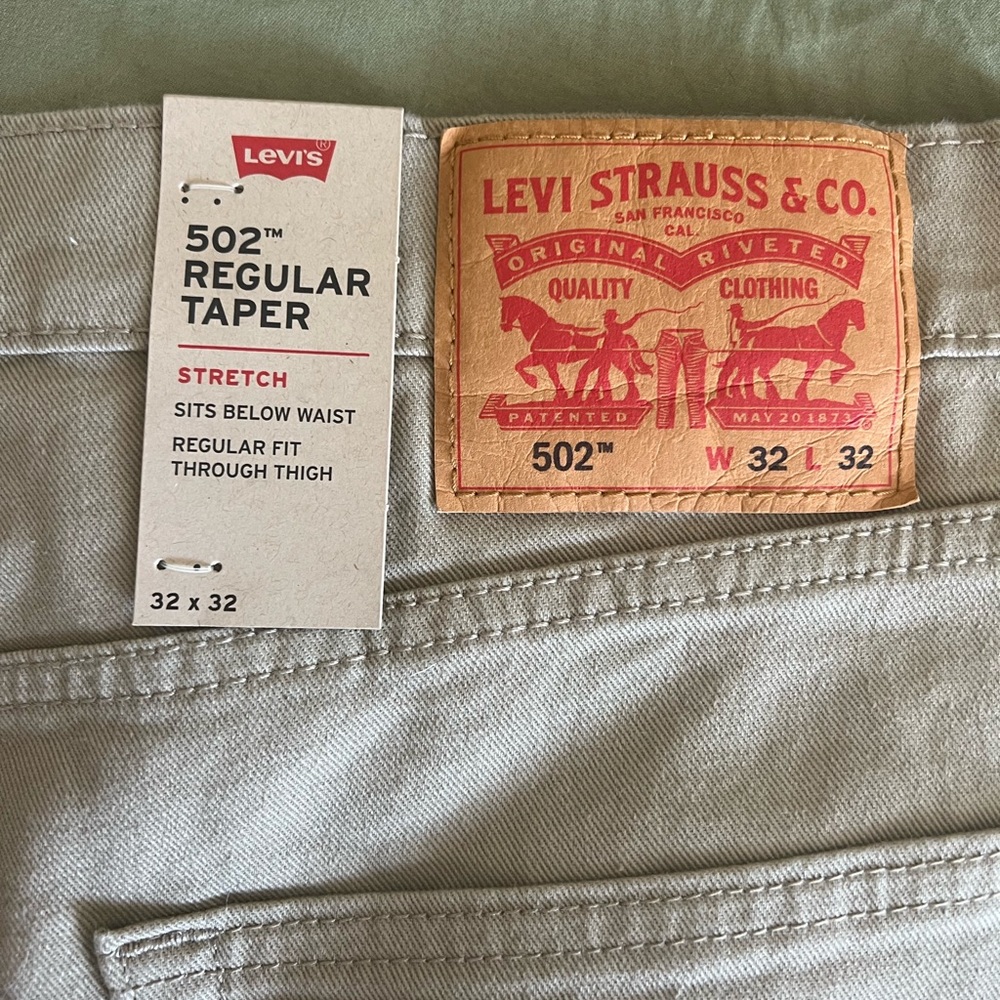 LEVI'S®
502™
REGULAR
TAPER
STRETCH
SITS BELOW WAIST
REGULAR FIT
THROUGH THIGH
32 x 32
LEVI STRAUSS & CO.
SAN FRANCISCO
CAL.
ORIGINAL RIVETED
QUALITY CLOTHING
PATENTED MAY 20 1873
502™ W 32 L 32